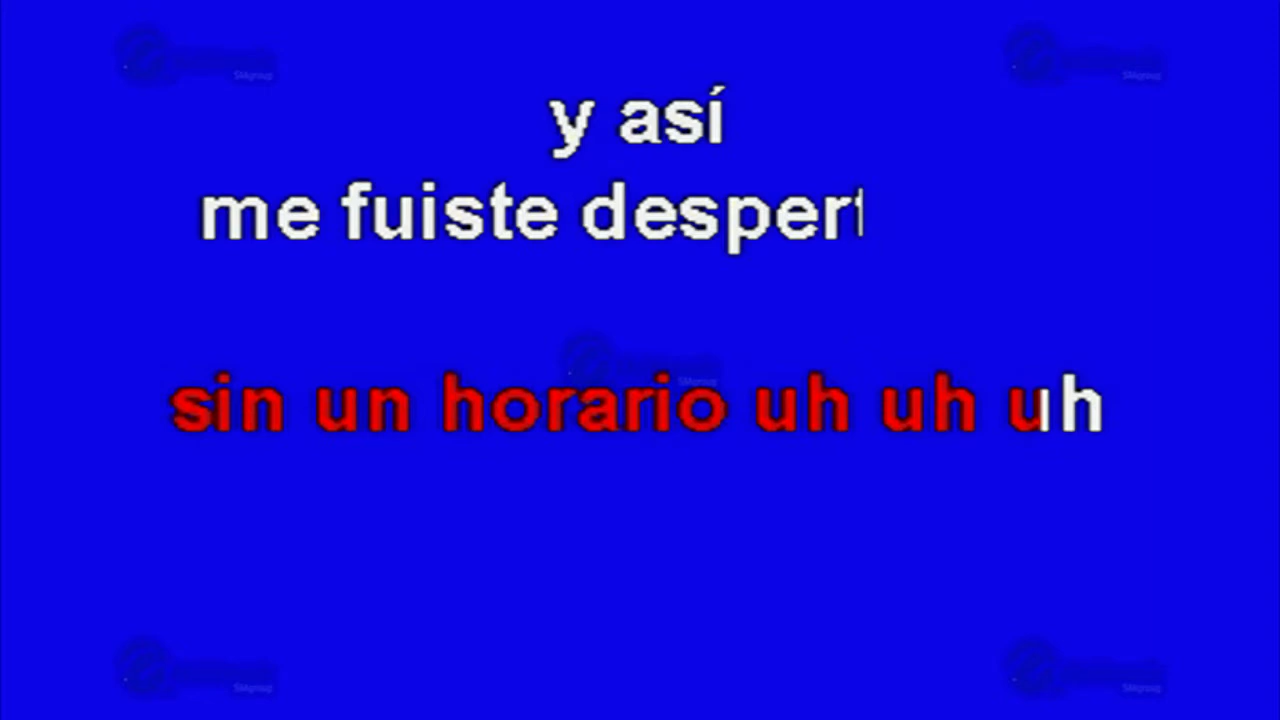 y así
me fuiste despert
sin un horario uh uh uh